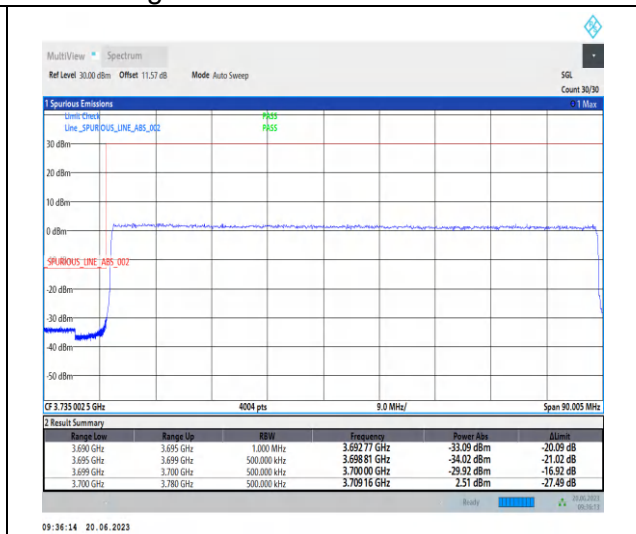 MultiView Spectrum
Ref Level 30.00 dBm Offset 11.57 dB Mode Auto Sweep SGL
Count 30/30
1 Spurious Emissions 1 Max
Limit Check PASS
Line _SPURIOUS_LINE_ABS_002 PASS
30 dBm
20 dBm
10 dBm
0 dBm
_SPURIOUS_LINE_ABS_002
-20 dBm
-30 dBm
-40 dBm
-50 dBm
CF 3.735 002 5 GHz 4004 pts 9.0 MHz/ Span 90.005 MHz
2 Result Summary
Range Low Range Up RBW Frequency Power Abs ΔLimit
3.690 GHz 3.695 GHz 1.000 MHz 3.692 77 GHz -33.09 dBm -20.09 dB
3.695 GHz 3.699 GHz 500.000 kHz 3.698 81 GHz -34.02 dBm -21.02 dB
3.699 GHz 3.700 GHz 500.000 kHz 3.700 00 GHz -29.92 dBm -16.92 dB
3.700 GHz 3.780 GHz 500.000 kHz 3.709 16 GHz 2.51 dBm -27.49 dB
Ready 20.06.2023
09:36:13
09:36:14 20.06.2023